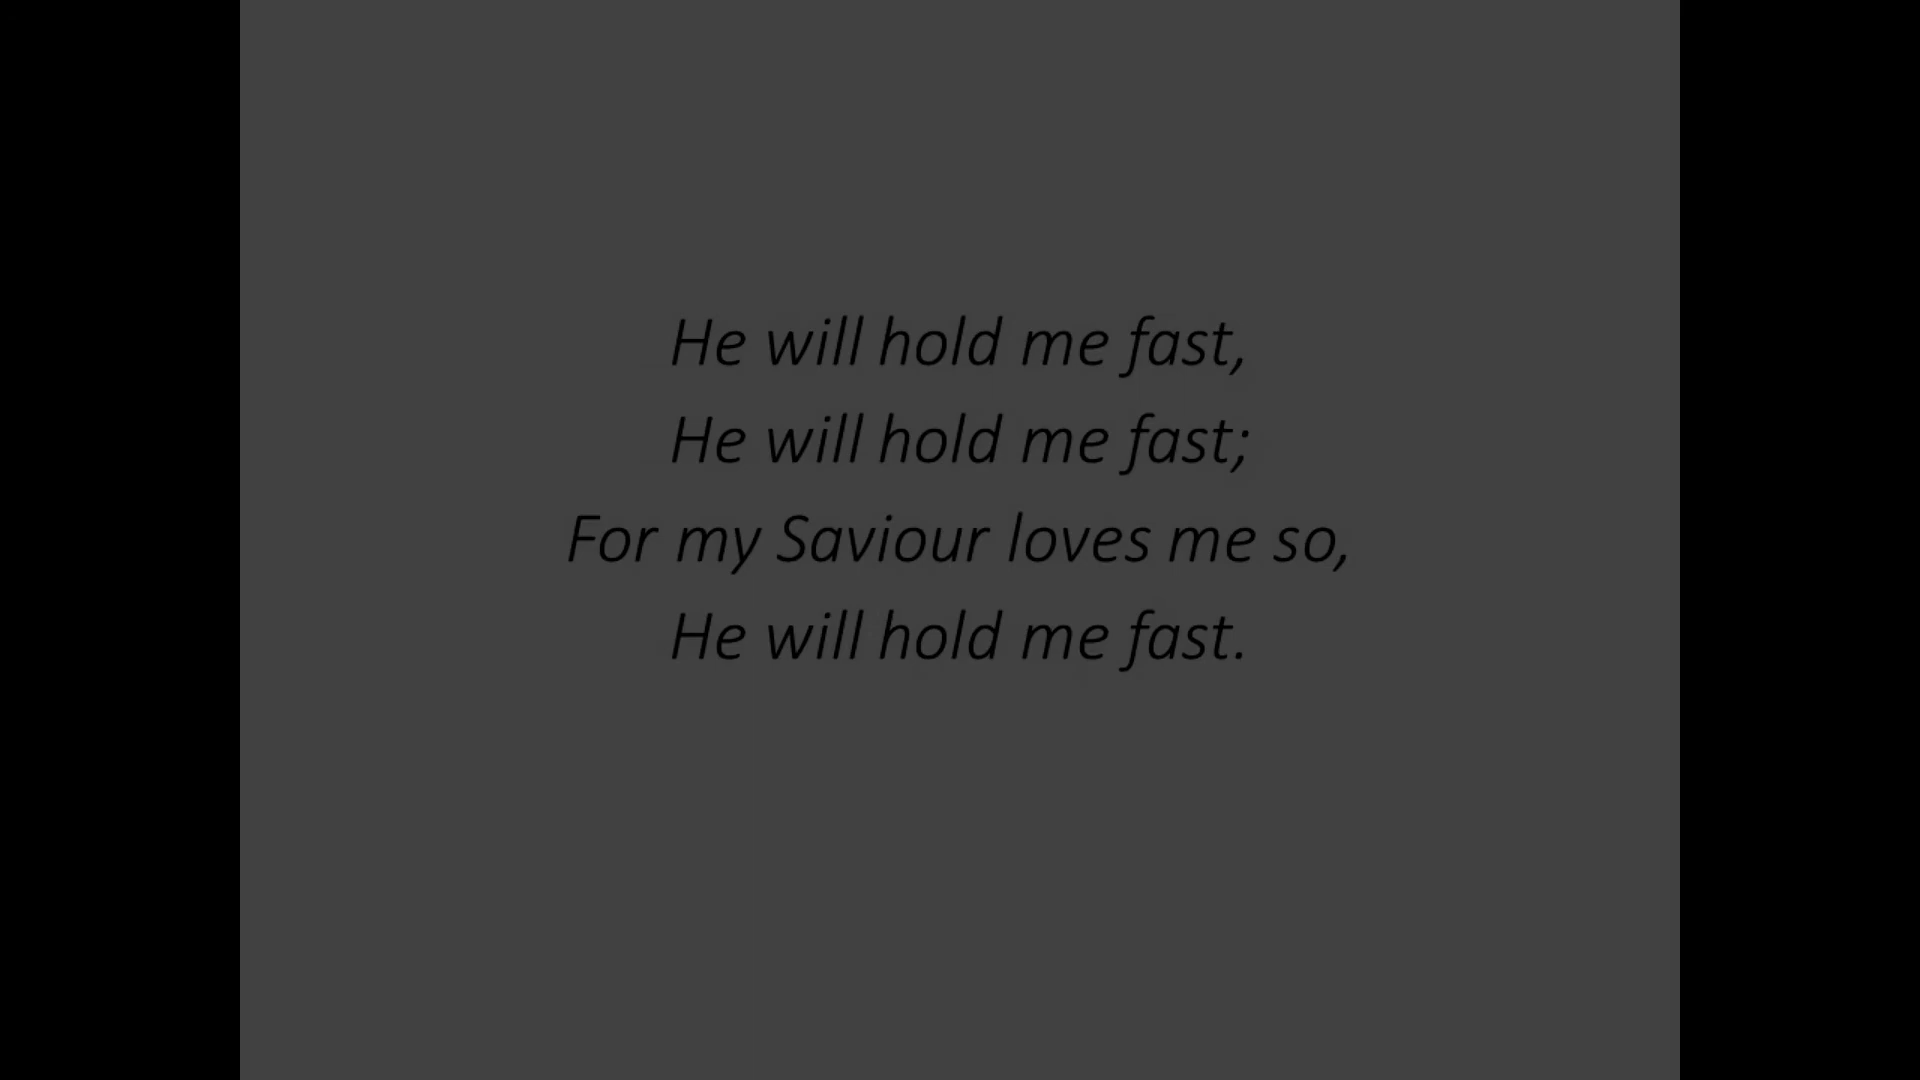 He will hold me fast,
He will hold me fast;
For my Saviour loves me so,
He will hold me fast.